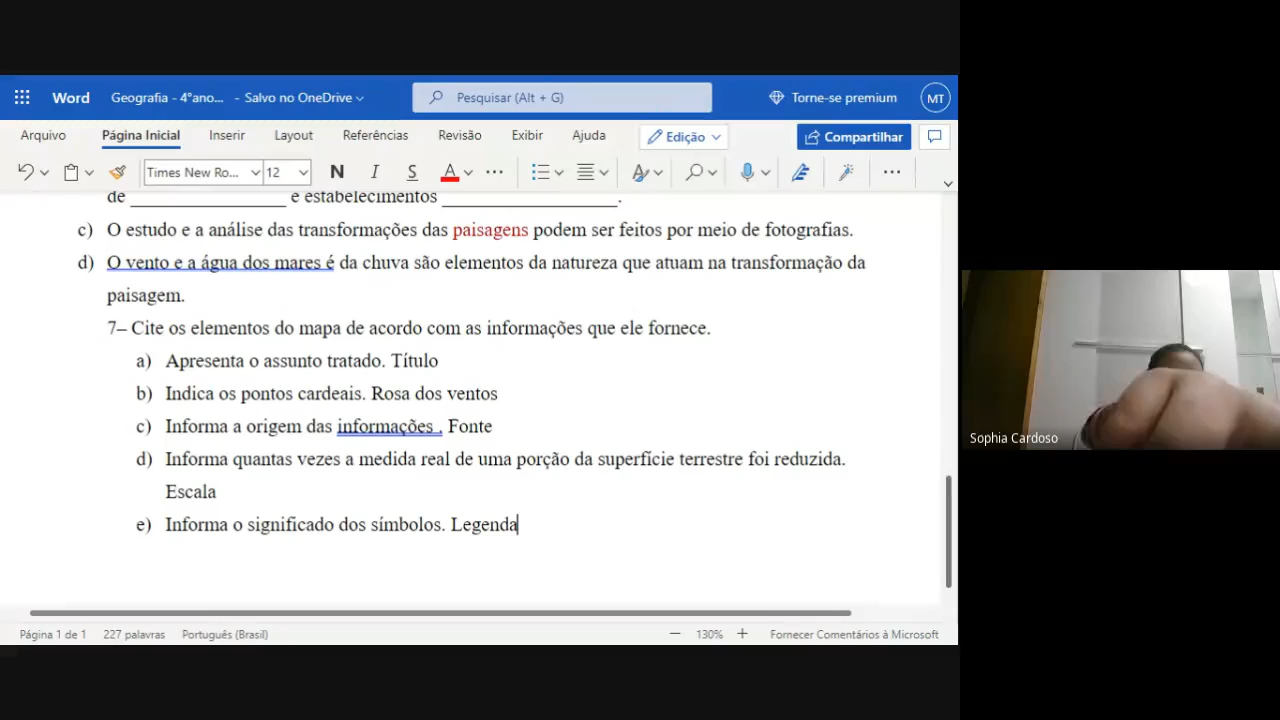 Word
Geografia - 4°ano... - Salvo no OneDrive
Pesquisar (Alt + G)
Torne-se premium
MT
Arquivo
Página Inicial
Inserir
Layout
Referências
Revisão
Exibir
Ajuda
Edição
Compartilhar
Times New Ro...
12
N
I
S
A
de ________________ e estabelecimentos __________________.
c) O estudo e a análise das transformações das paisagens podem ser feitos por meio de fotografias.
d) O vento e a água dos mares é da chuva são elementos da natureza que atuam na transformação da
paisagem.
7– Cite os elementos do mapa de acordo com as informações que ele fornece.
a) Apresenta o assunto tratado. Título
b) Indica os pontos cardeais. Rosa dos ventos
c) Informa a origem das informações . Fonte
d) Informa quantas vezes a medida real de uma porção da superfície terrestre foi reduzida.
Escala
e) Informa o significado dos símbolos. Legenda
Sophia Cardoso
Página 1 de 1
227 palavras
Português (Brasil)
130%
Fornecer Comentários à Microsoft